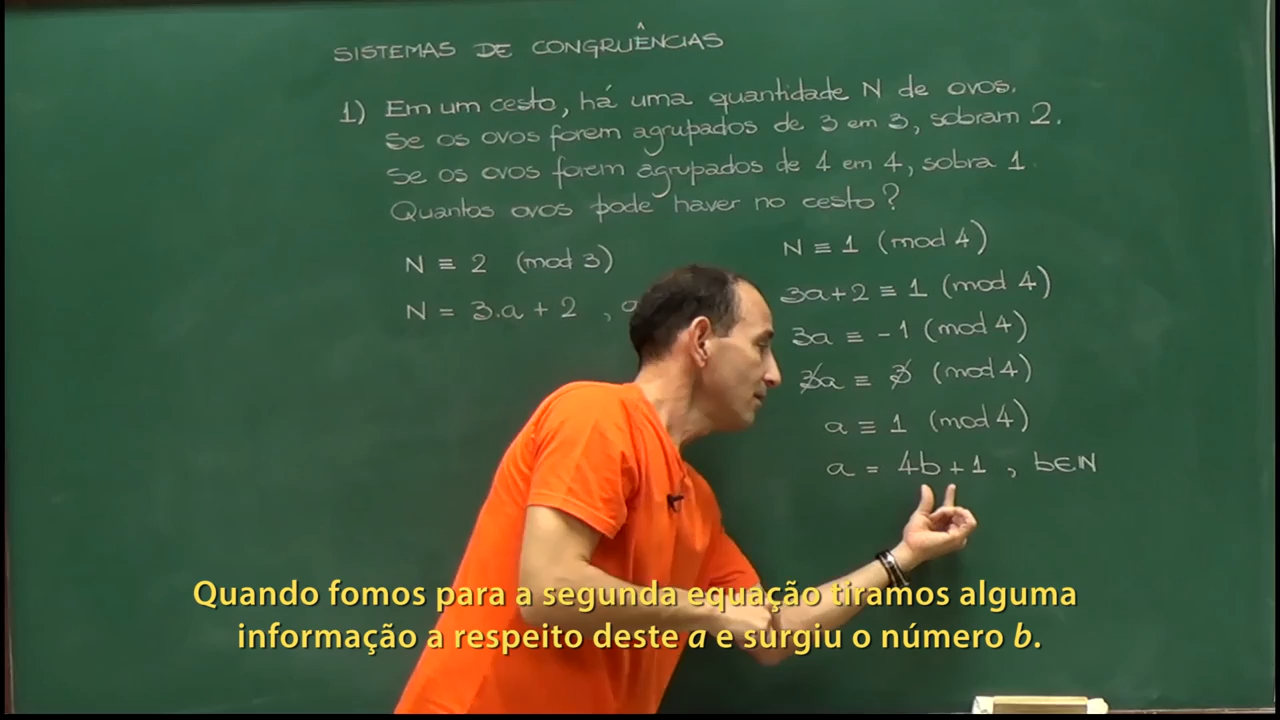 SISTEMAS DE CONGRUÊNCIAS
1) Em um cesto, há uma quantidade N de ovos.
Se os ovos forem agrupados de 3 em 3, sobram 2.
Se os ovos forem agrupados de 4 em 4, sobra 1.
Quantos ovos pode haver no cesto?
N ≡ 2 (mod 3)
N = 3.a + 2 , a
N ≡ 1 (mod 4)
3a+2 ≡ 1 (mod 4)
3a ≡ -1 (mod 4)
3a ≡ 3 (mod 4)
a ≡ 1 (mod 4)
a = 4b+1 , b∈ℕ
Quando fomos para a segunda equação tiramos alguma
informação a respeito deste a e surgiu o número b.